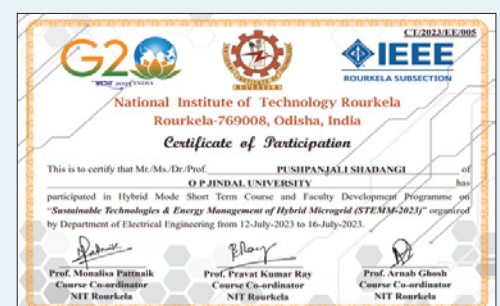 CT/2023/EE/005
G20
भारत 2023 INDIA
IEEE
ROURKELA SUBSECTION
ROURKELA
National Institute of Technology Rourkela
Rourkela-769008, Odisha, India
Certificate of Participation
This is to certify that Mr./Ms./Dr./Prof. PUSHPANJALI SHADANGI of
O P JINDAL UNIVERSITY has
participated in Hybrid Mode Short Term Course and Faculty Development Programme on
"Sustainable Technologies & Energy Management of Hybrid Microgrid (STEMM-2023)" organized
by Department of Electrical Engineering from 12-July-2023 to 16-July-2023.
Prof. Monalisa Pattnaik Prof. Pravat Kumar Ray Prof. Arnab Ghosh
Course Co-ordinator Course Co-ordinator Course Co-ordinator
NIT Rourkela NIT Rourkela NIT Rourkela